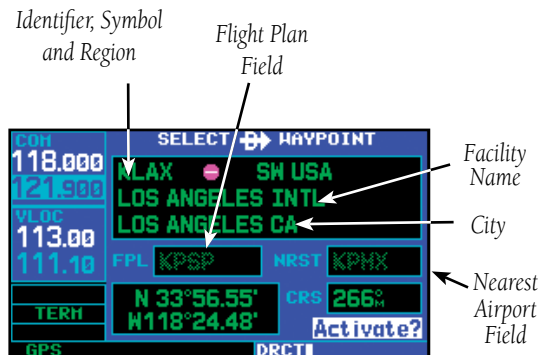 Identifier, Symbol
and Region
Flight Plan
Field
COM
118.000
121.900
VLOC
113.00
111.10
TERM
GPS
SELECT D WAYPOINT
KLAX SW USA
LOS ANGELES INTL
LOS ANGELES CA
FPL KPSP NRST KPHX
N 33°56.55'
W118°24.48'
CRS 266°M
Activate?
DRCT
Facility
Name
City
Nearest
Airport
Field